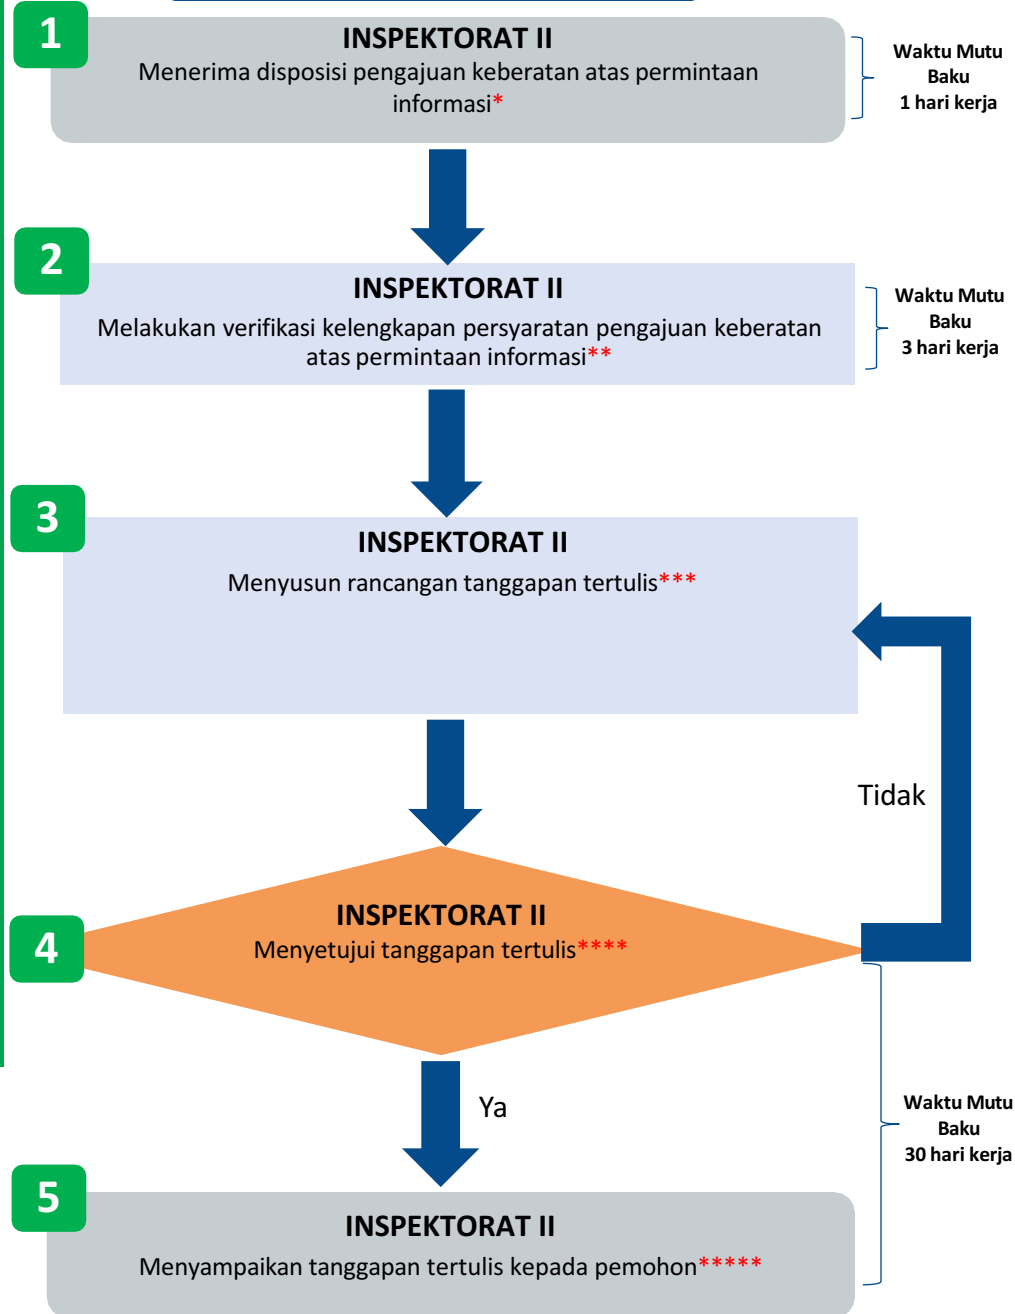 1
INSPEKTORAT II
Menerima disposisi pengajuan keberatan atas permintaan
informasi*
Waktu Mutu
Baku
1 hari kerja
2
INSPEKTORAT II
Melakukan verifikasi kelengkapan persyaratan pengajuan keberatan
atas permintaan informasi**
Waktu Mutu
Baku
3 hari kerja
3
INSPEKTORAT II
Menyusun rancangan tanggapan tertulis***
Tidak
4
INSPEKTORAT II
Menyetujui tanggapan tertulis****
Ya
Waktu Mutu
Baku
30 hari kerja
5
INSPEKTORAT II
Menyampaikan tanggapan tertulis kepada pemohon*****